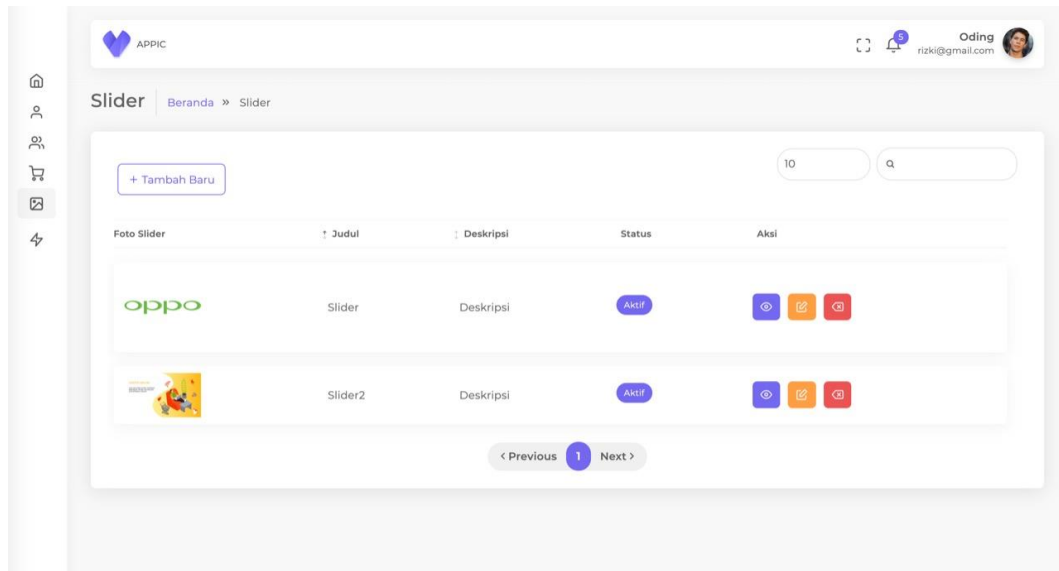 APPIC
5
Oding
rizki@gmail.com
Slider
Beranda » Slider
+ Tambah Baru
10
Foto Slider Judul Deskripsi Status Aksi
oppo
Slider Deskripsi Aktif
Slider2 Deskripsi Aktif
‹ Previous 1 Next ›